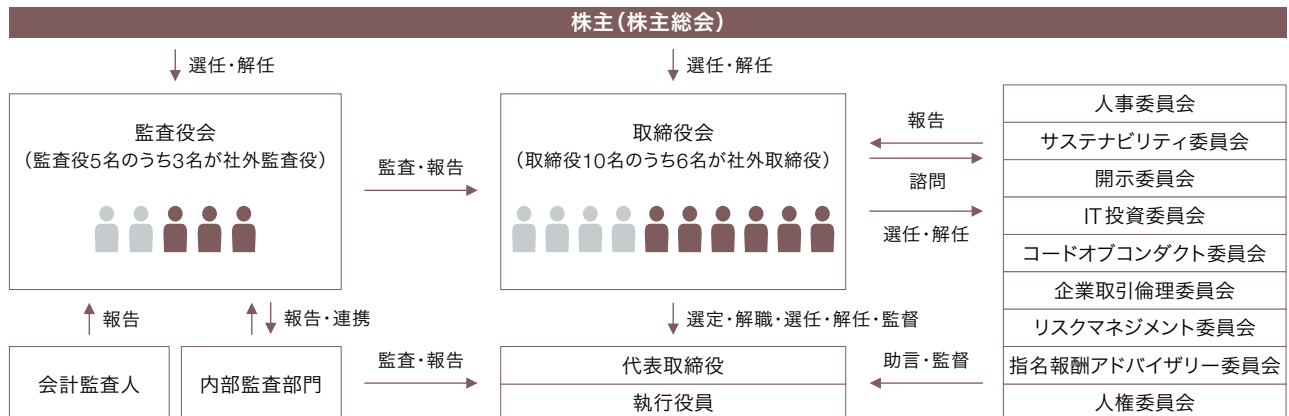 株主(株主総会)
選任・解任
選任・解任
監査役会
(監査役5名のうち3名が社外監査役)
監査・報告
取締役会
(取締役10名のうち6名が社外取締役)
報告
諮問
選任・解任
人事委員会
サステナビリティ委員会
開示委員会
IT投資委員会
コードオブコンダクト委員会
企業取引倫理委員会
リスクマネジメント委員会
指名報酬アドバイザリー委員会
人権委員会
報告
報告・連携
選定・解職・選任・解任・監督
会計監査人
内部監査部門
監査・報告
代表取締役
執行役員
助言・監督